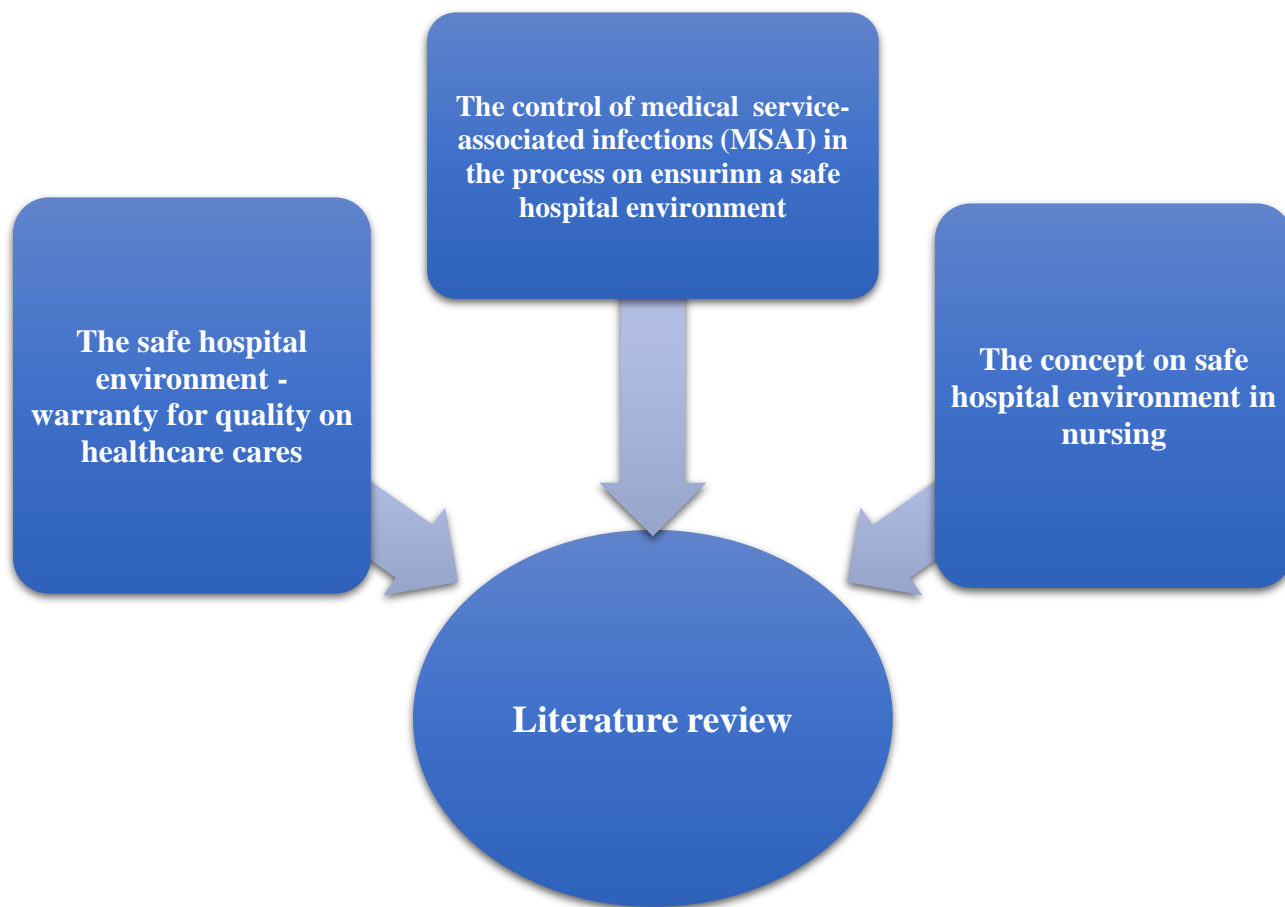 The control of medical service-
associated infections (MSAI) in
the process on ensurinn a safe
hospital environment
The safe hospital
environment -
warranty for quality on
healthcare cares
The concept on safe
hospital environment in
nursing
Literature review